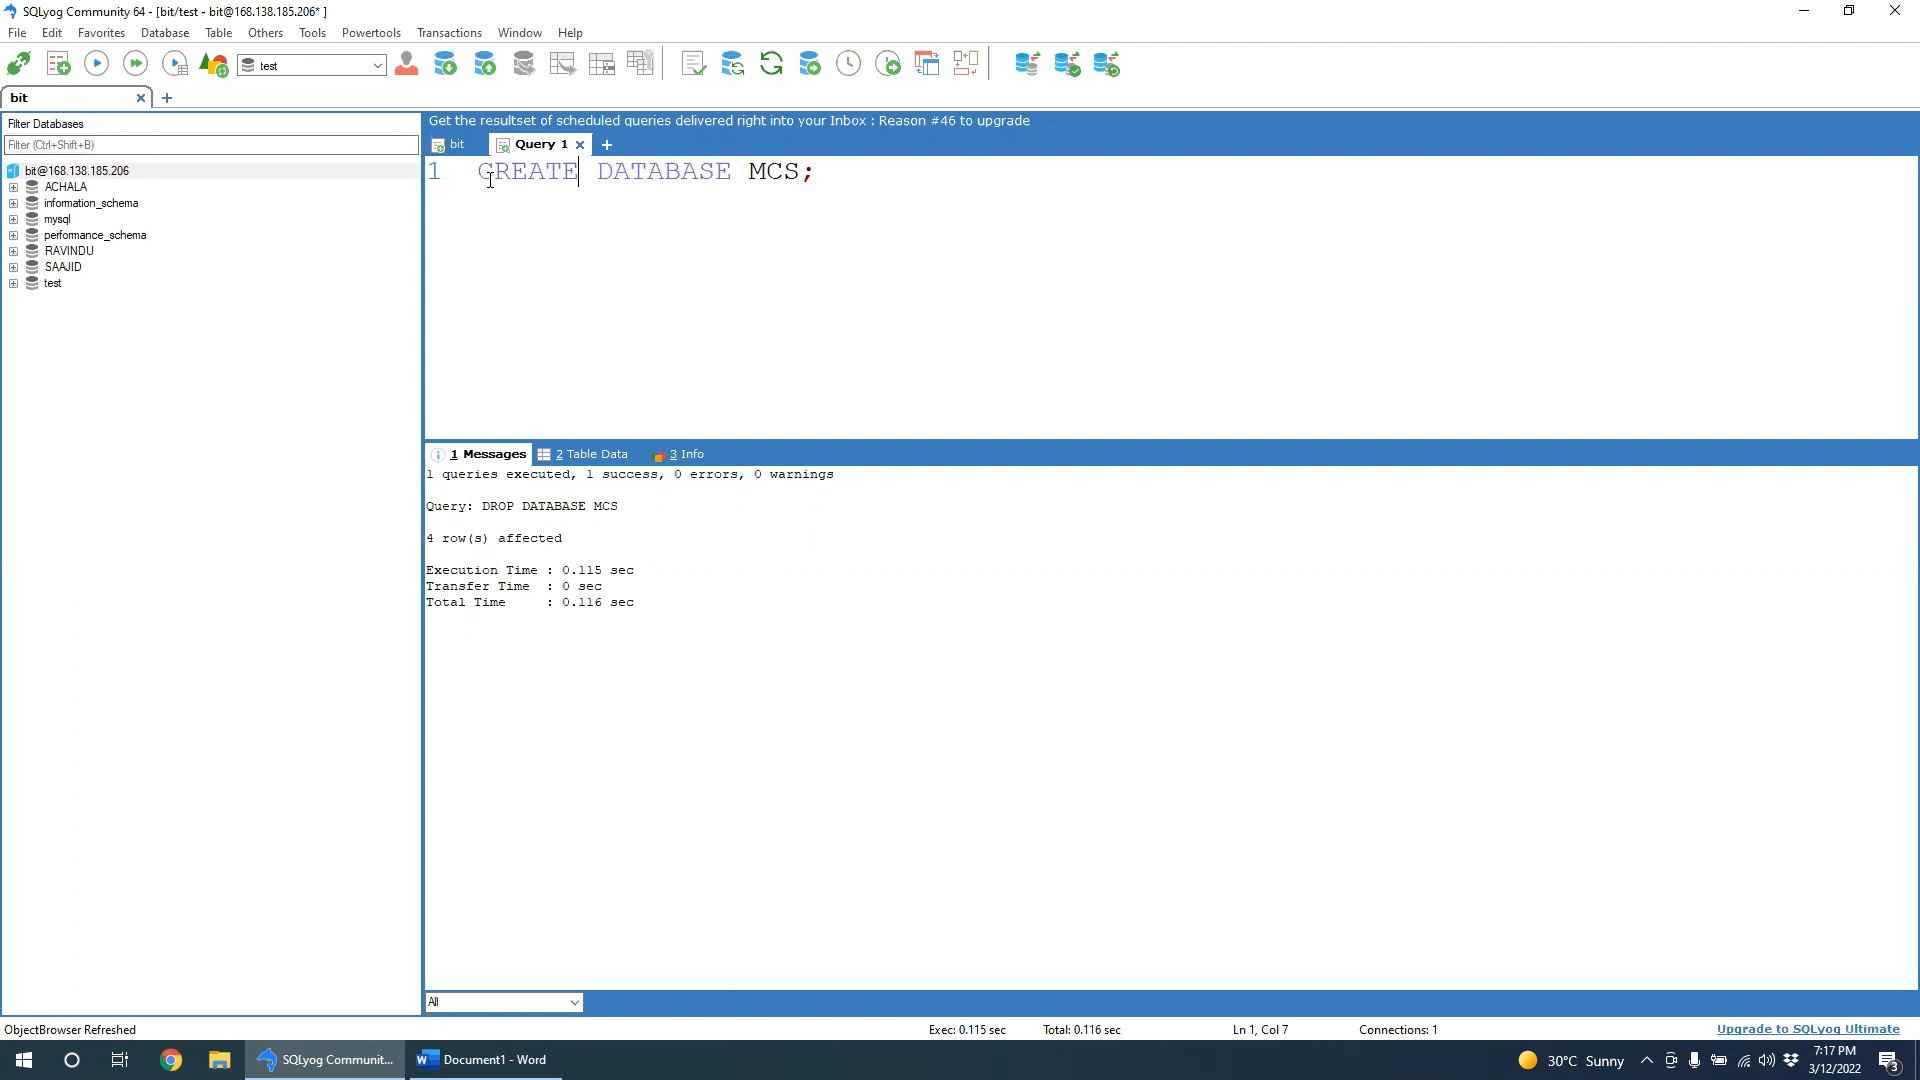 SQLyog Community 64 - [bit/test - bit@168.138.185.206* ]
File Edit Favorites Database Table Others Tools Powertools Transactions Window Help
test
bit
Filter Databases
Filter (Ctrl+Shift+B)
bit@168.138.185.206
ACHALA
information_schema
mysql
performance_schema
RAVINDU
SAAJID
test
Get the resultset of scheduled queries delivered right into your Inbox : Reason #46 to upgrade
bit Query 1
1 CREATE DATABASE MCS;
1 Messages 2 Table Data 3 Info
1 queries executed, 1 success, 0 errors, 0 warnings
Query: DROP DATABASE MCS
4 row(s) affected
Execution Time : 0.115 sec
Transfer Time : 0 sec
Total Time : 0.116 sec
All
ObjectBrowser Refreshed Exec: 0.115 sec Total: 0.116 sec Ln 1, Col 7 Connections: 1 Upgrade to SQLyog Ultimate
SQLyog Communit... Document1 - Word 30°C Sunny 7:17 PM
3/12/2022
3